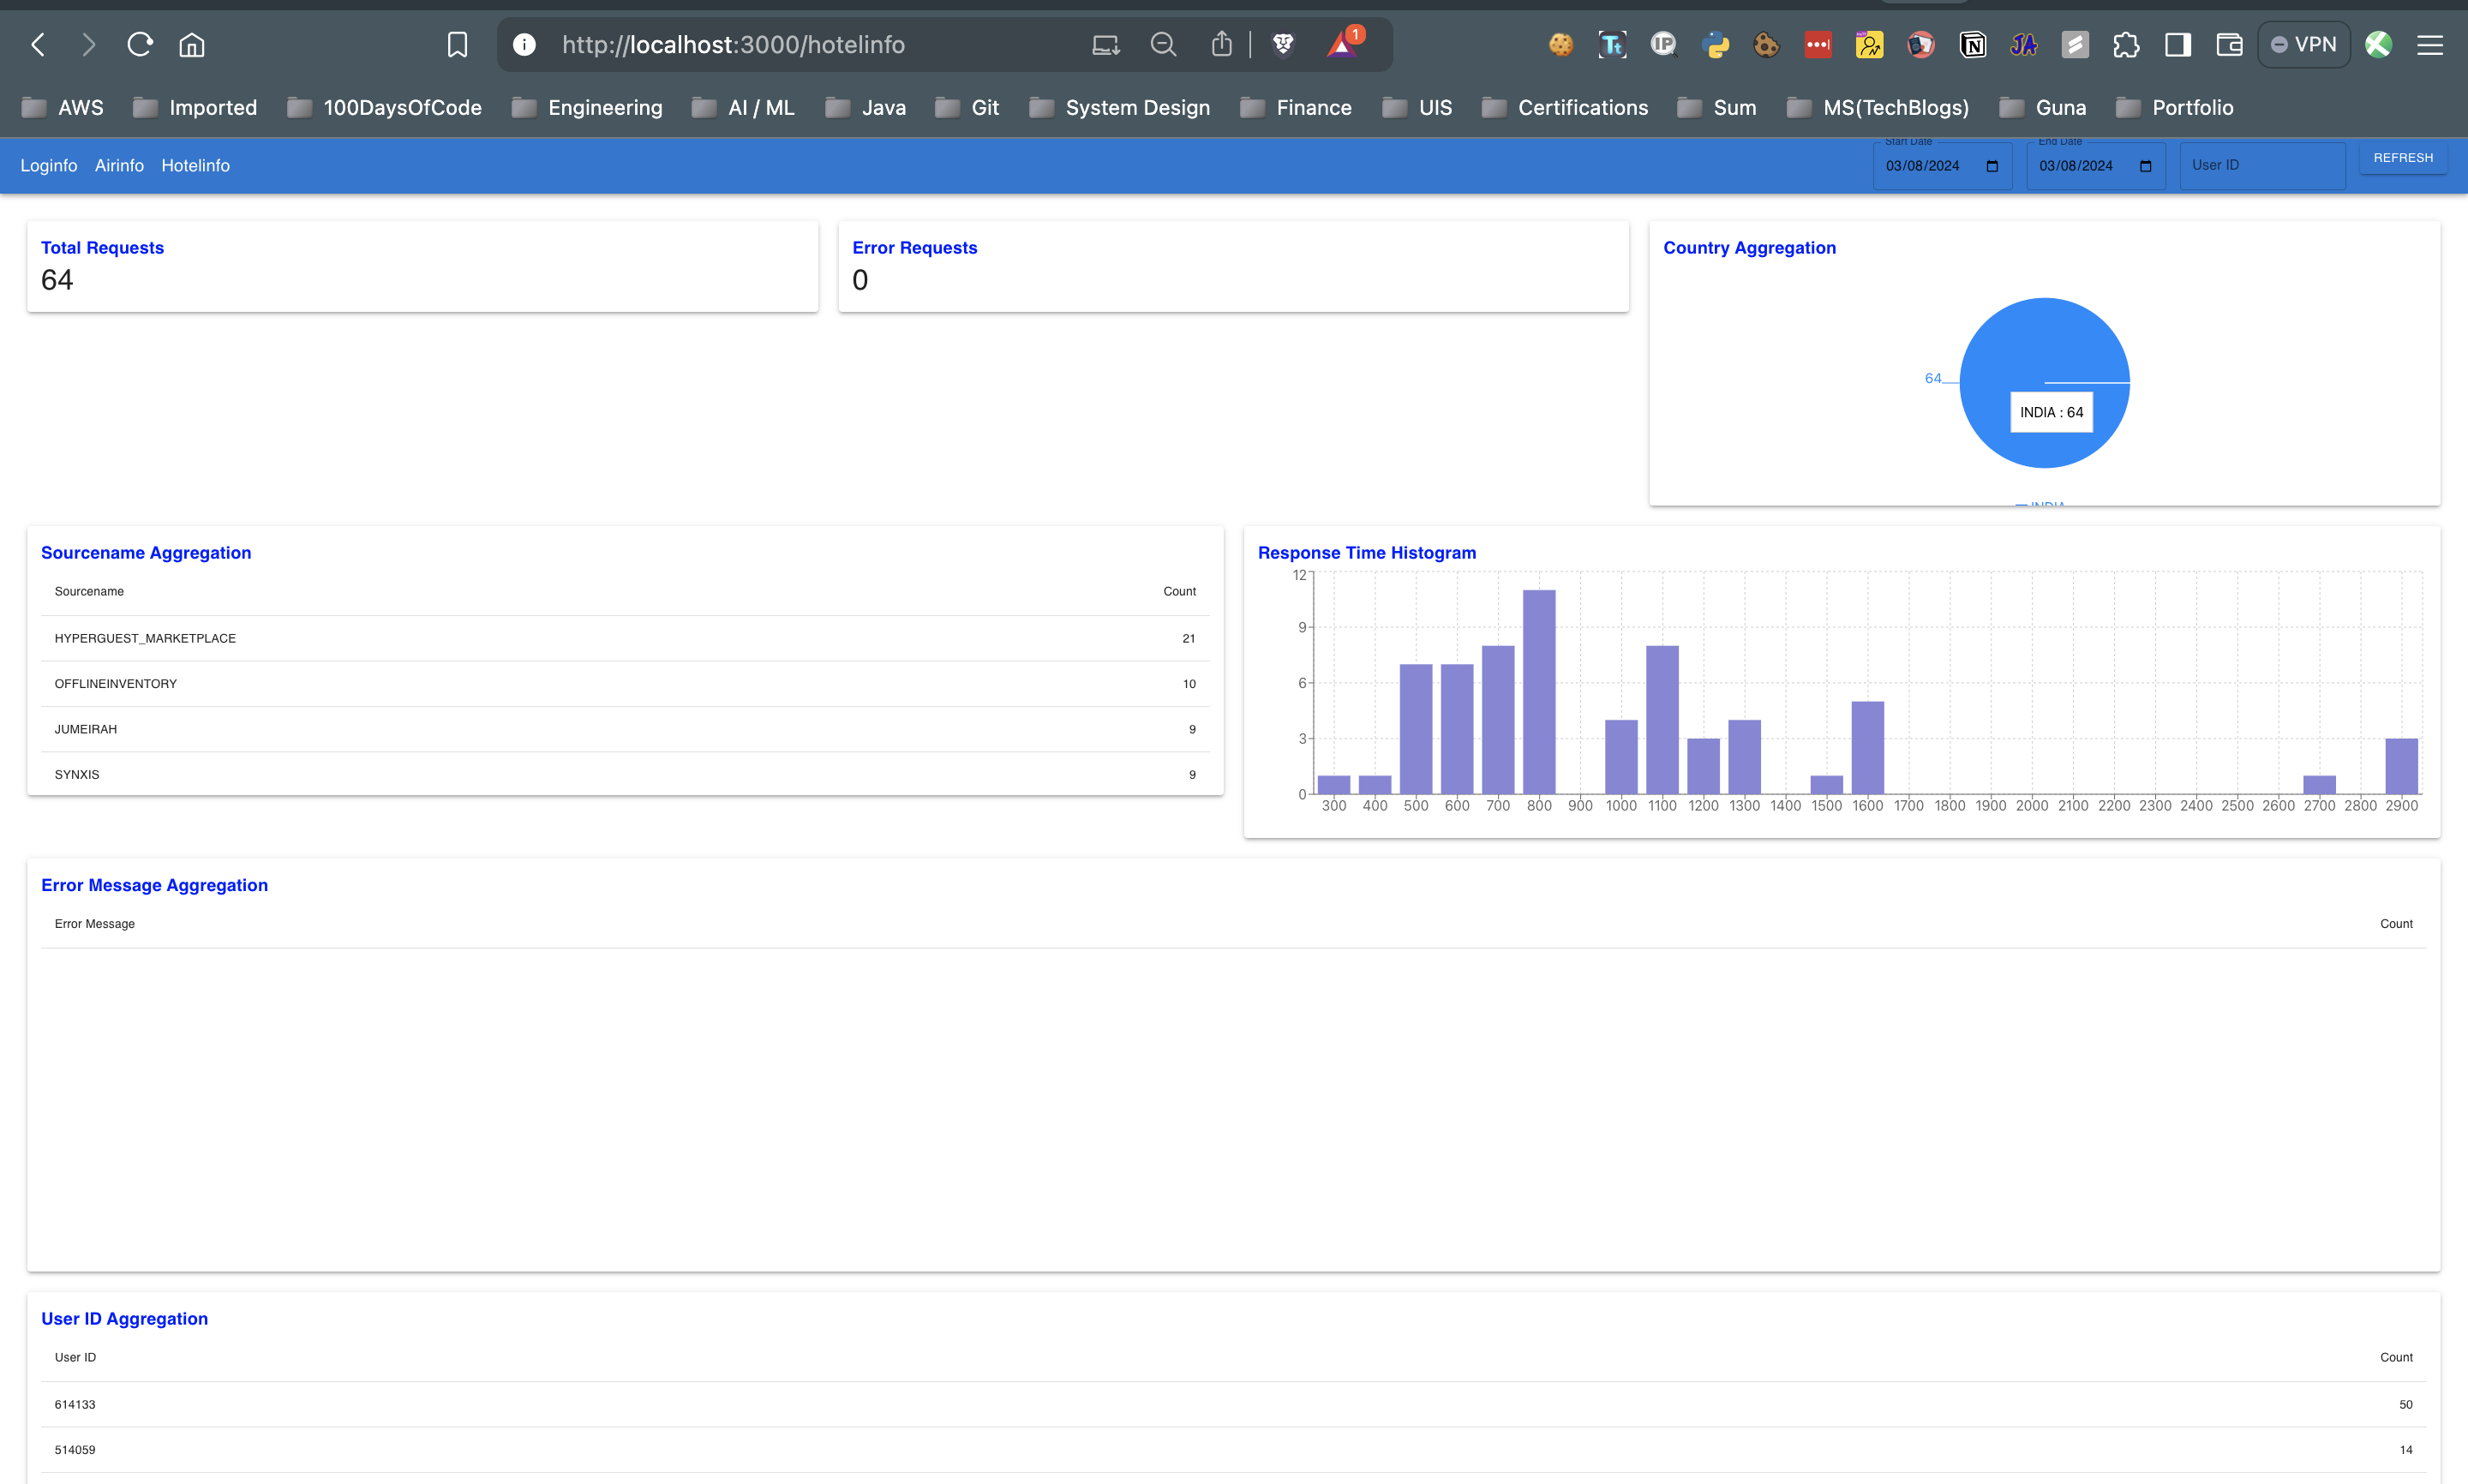 http://localhost:3000/hotelinfo
1
VPN
AWS Imported 100DaysOfCode Engineering AI / ML Java Git System Design Finance UIS Certifications Sum MS(TechBlogs) Guna Portfolio
Loginfo Airinfo Hotelinfo
Start Date
03/08/2024
End Date
03/08/2024
User ID
REFRESH
Total Requests
64
Error Requests
0
Country Aggregation
64
INDIA : 64
INDIA
Sourcename Aggregation
Sourcename Count
HYPERGUEST_MARKETPLACE 21
OFFLINEINVENTORY 10
JUMEIRAH 9
SYNXIS 9
Response Time Histogram
12
9
6
3
0
300 400 500 600 700 800 900 1000 1100 1200 1300 1400 1500 1600 1700 1800 1900 2000 2100 2200 2300 2400 2500 2600 2700 2800 2900
Error Message Aggregation
Error Message Count
User ID Aggregation
User ID Count
614133 50
514059 14